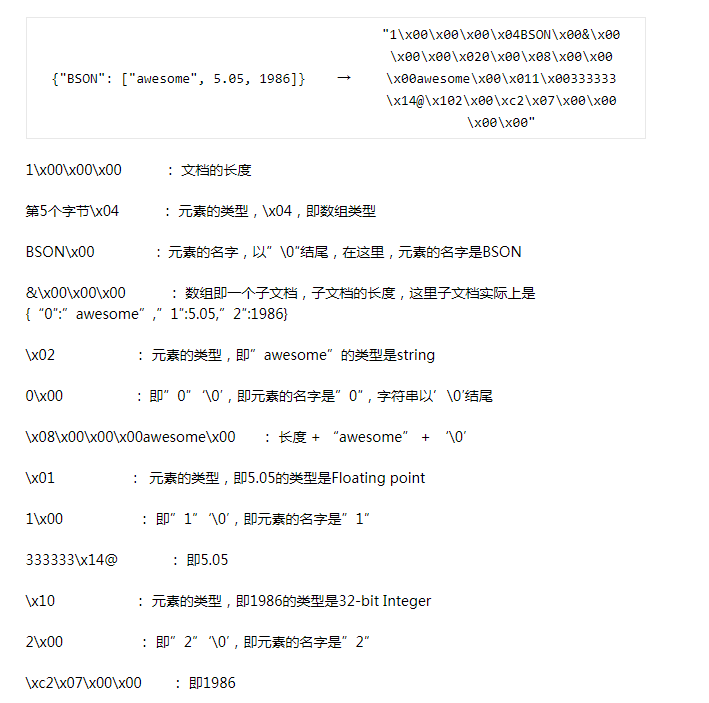 {"BSON": ["awesome", 5.05, 1986]} → "1\x00\x00\x00\x04BSON\x00&\x00
\x00\x00\x020\x00\x08\x00\x00
\x00awesome\x00\x011\x00333333
\x14@\x102\x00\xc2\x07\x00\x00
\x00\x00"
1\x00\x00\x00 ：文档的长度
第5个字节\x04 ：元素的类型，\x04，即数组类型
BSON\x00 ：元素的名字，以”\0”结尾，在这里，元素的名字是BSON
&\x00\x00\x00 ：数组即一个子文档，子文档的长度，这里子文档实际上是
{“0”:”awesome”,”1”:5.05,”2”:1986}
\x02 ：元素的类型，即”awesome”的类型是string
0\x00 ：即”0”‘\0’, 即元素的名字是”0”，字符串以’\0’结尾
\x08\x00\x00\x00awesome\x00 ：长度 + “awesome” + ‘\0’
\x01 ：元素的类型，即5.05的类型是Floating point
1\x00 ：即”1”‘\0’, 即元素的名字是”1”
333333\x14@ ：即5.05
\x10 ：元素的类型，即1986的类型是32-bit Integer
2\x00 ：即”2”‘\0’, 即元素的名字是”2”
\xc2\x07\x00\x00 ：即1986